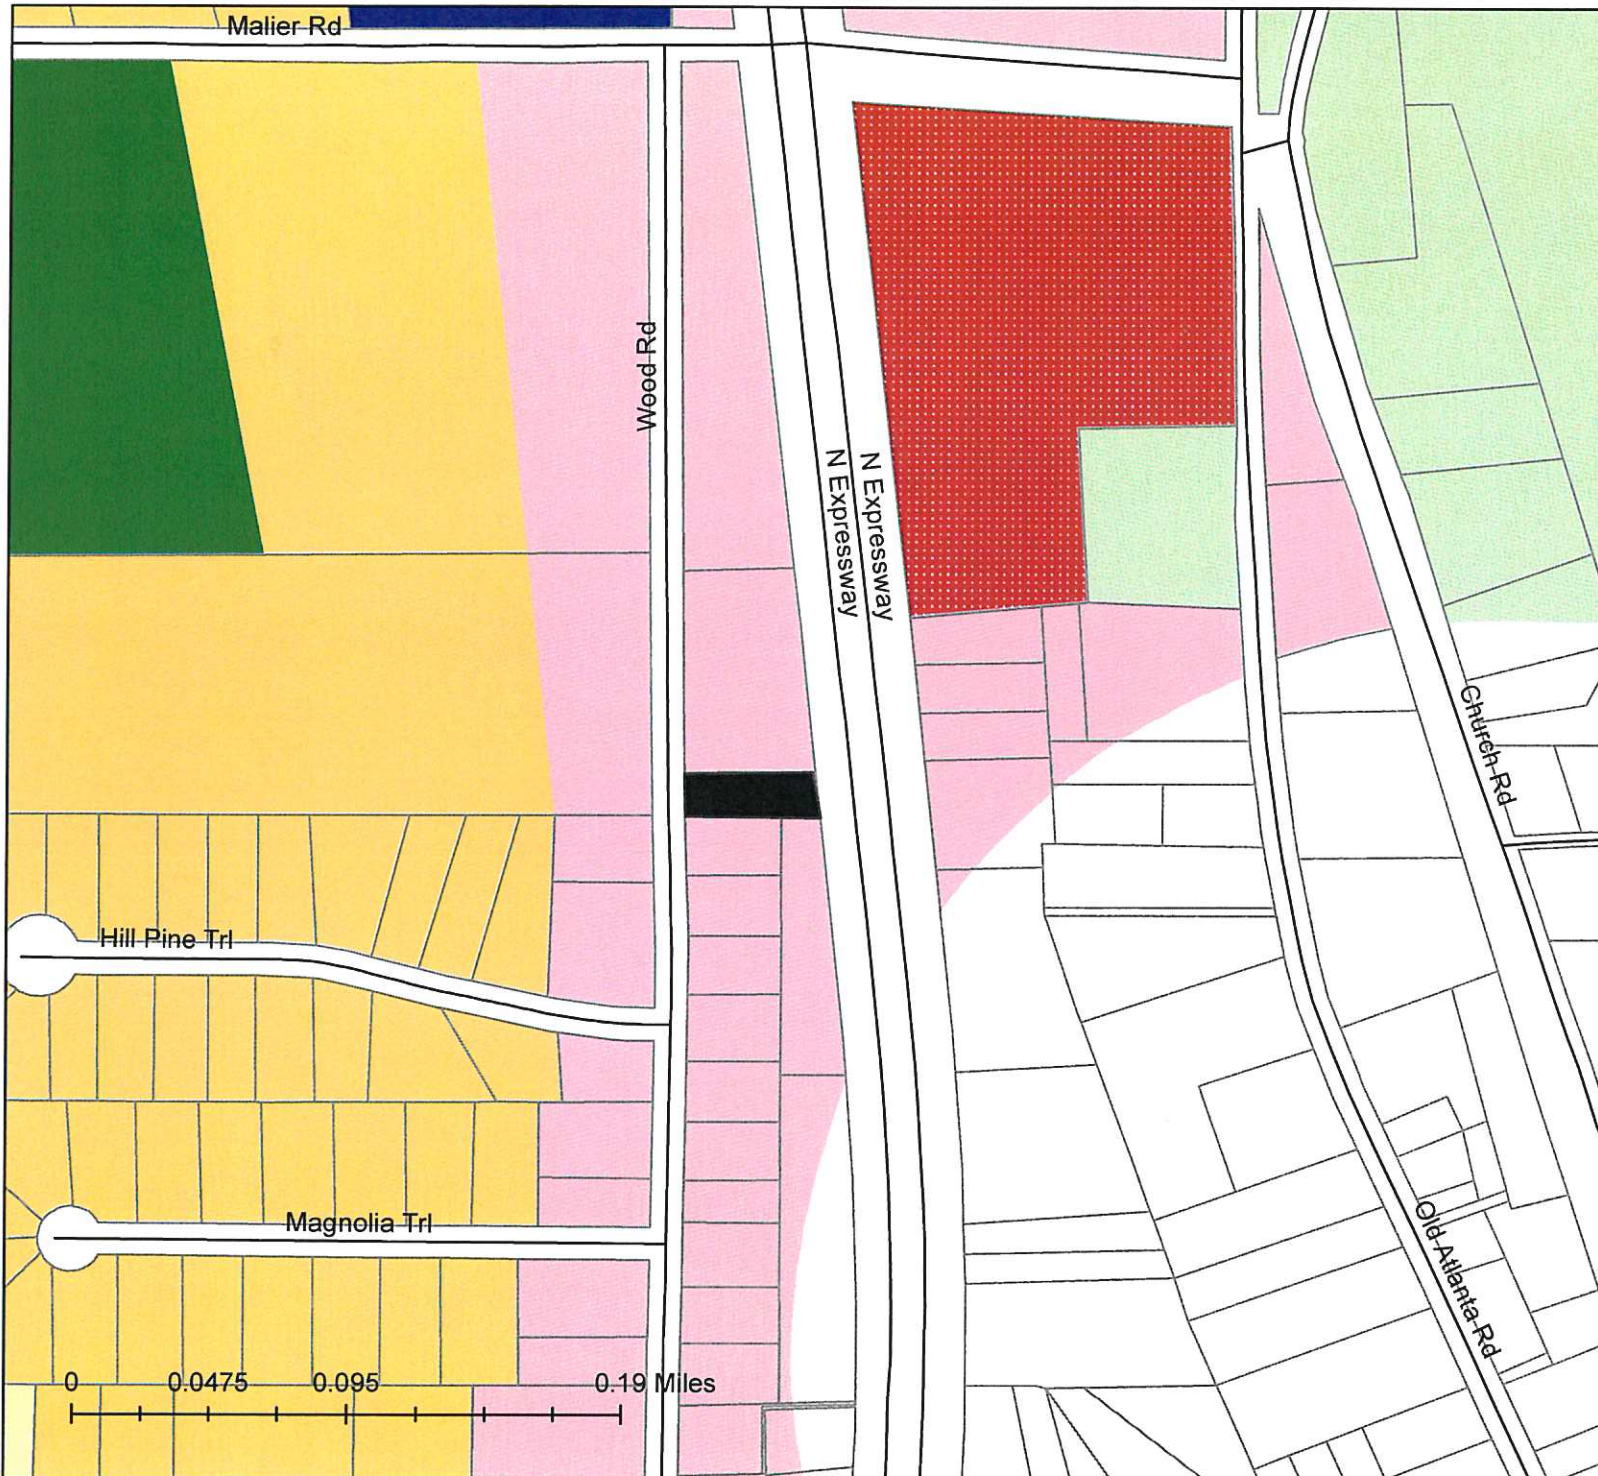 Malier Rd
Wood Rd
N Expressway
N Expressway
Church Rd
Hill Pine Trl
Magnolia Trl
Old Atlanta Rd
0 0.0475 0.095 0.19 Miles